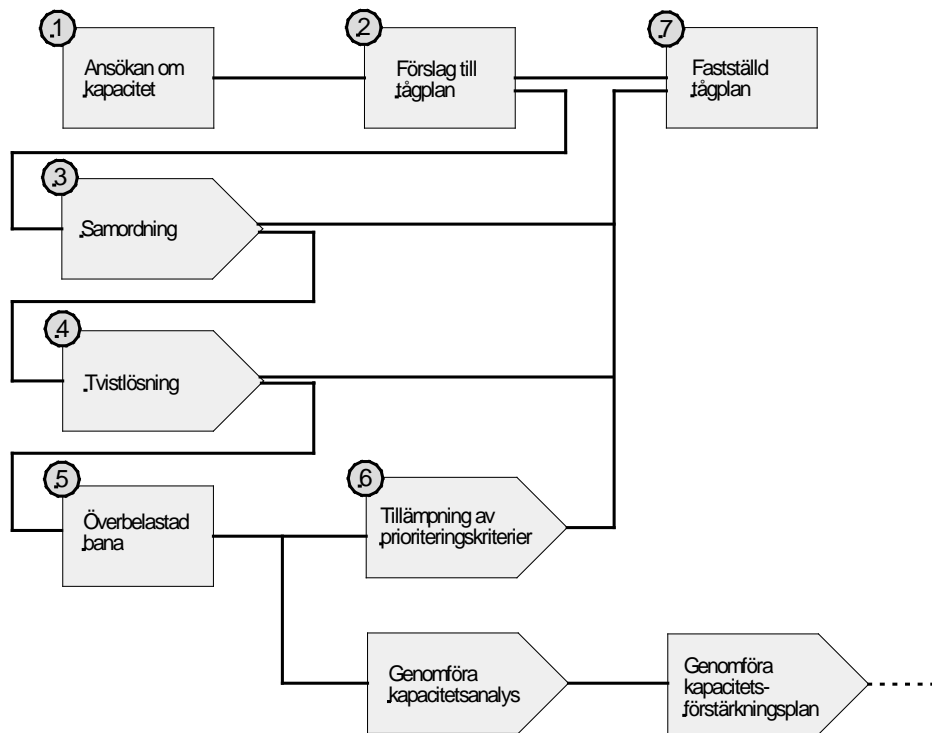 1
Ansökan om
kapacitet
2
Förslag till
tågplan
7
Fastställd
tågplan
3
Samordning
4
Tvistlösning
5
Överbelastad
bana
6
Tillämpning av
prioriteringskriterier
Genomföra
kapacitetsanalys
Genomföra
kapacitets-
förstärkningsplan